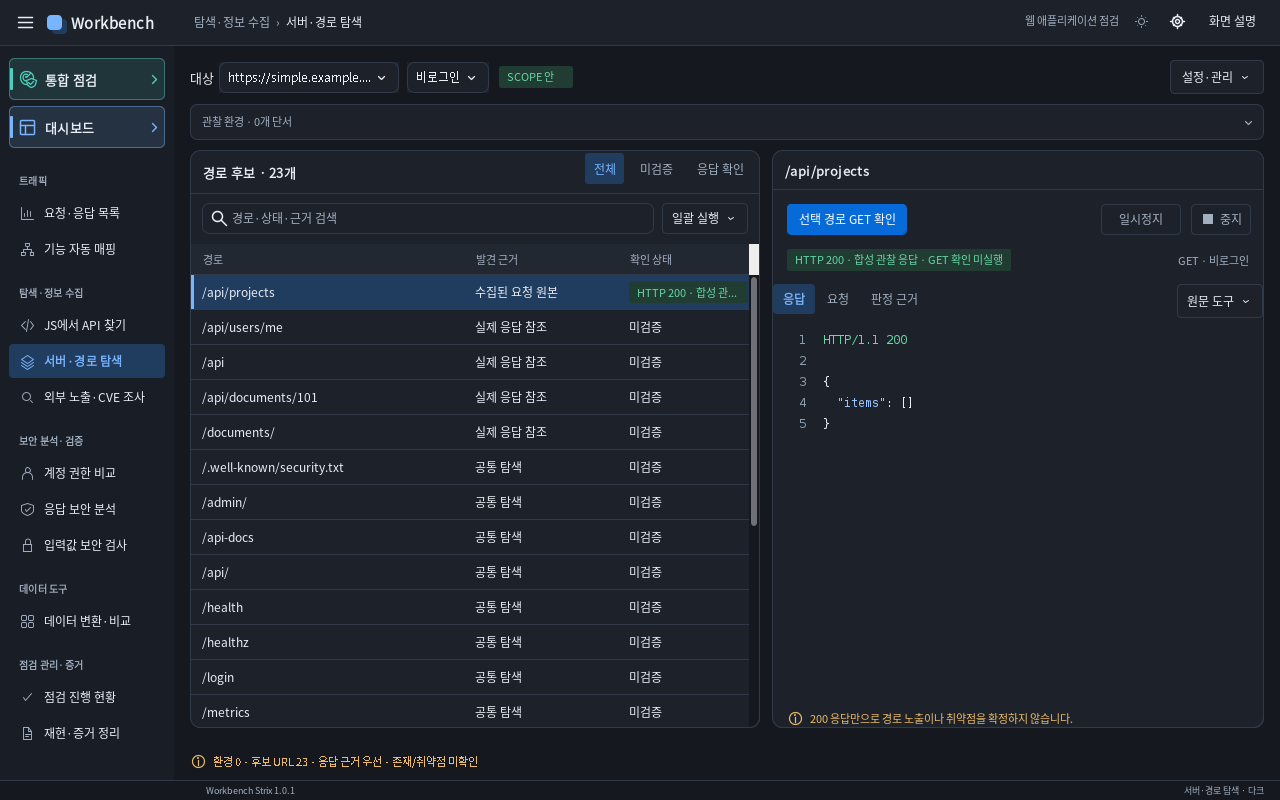 Workbench
탐색·정보 수집 › 서버·경로 탐색
웹 애플리케이션 점검
화면 설명
통합 점검
대시보드
트래픽
요청·응답 목록
기능 자동 매핑
탐색·정보 수집
JS에서 API 찾기
서버·경로 탐색
외부 노출·CVE 조사
보안 분석·검증
계정 권한 비교
응답 보안 분석
입력값 보안 검사
데이터 도구
데이터 변환·비교
점검 관리·증거
점검 진행 현황
재현·증거 정리
대상 https://simple.example.... 비로그인 SCOPE 안 설정·관리
관찰 환경 · 0개 단서
경로 후보 · 23개 전체 미검증 응답 확인
경로·상태·근거 검색 일괄 실행
경로 발견 근거 확인 상태
/api/projects 수집된 요청 원본 HTTP 200 · 합성 관...
/api/users/me 실제 응답 참조 미검증
/api 실제 응답 참조 미검증
/api/documents/101 실제 응답 참조 미검증
/documents/ 실제 응답 참조 미검증
/.well-known/security.txt 공통 탐색 미검증
/admin/ 공통 탐색 미검증
/api-docs 공통 탐색 미검증
/api/ 공통 탐색 미검증
/health 공통 탐색 미검증
/healthz 공통 탐색 미검증
/login 공통 탐색 미검증
/metrics 공통 탐색 미검증
/api/projects
선택 경로 GET 확인 일시정지 중지
HTTP 200 · 합성 관찰 응답 · GET 확인 미실행 GET · 비로그인
응답 요청 판정 근거 원문 도구
1 HTTP/1.1 200
2
3 {
4 "items": []
5 }
200 응답만으로 경로 노출이나 취약점을 확정하지 않습니다.
환경 0 · 후보 URL 23 · 응답 근거 우선 · 존재/취약점 미확인
Workbench Strix 1.0.1
서버·경로 탐색 · 다크